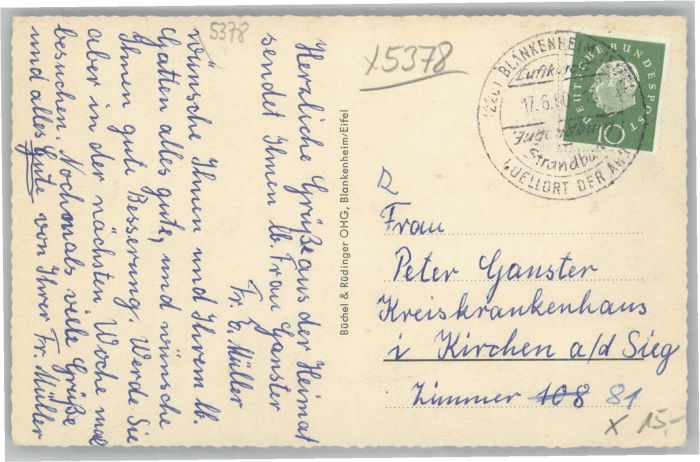 5378
Herzliche Grüße aus der Heimat
sendet Ihnen lb. Frau Ganster
Fr. E. Müller
wünsche Ihnen und Ihrem lb.
Gatten alles gute, und wünsche
Ihnen gute Besserung. Werde Sie
aber in der nächsten Woche mal
besuchen. Nochmals viele Grüße
und alles Gute von Ihrer Fr. Müller
Büchel & Rüdinger OHG, Blankenheim/Eifel
x5378
(22c) BLANKENHEIM
Luftkurort
17.6.60
Jugendburg
Strandbad
QUELLORT DER AHR
DEUTSCHE BUNDESPOST
10
Frau
Peter Ganster
Kreiskrankenhaus
i Kirchen a/d Sieg
Zimmer 108 81
x 15,-